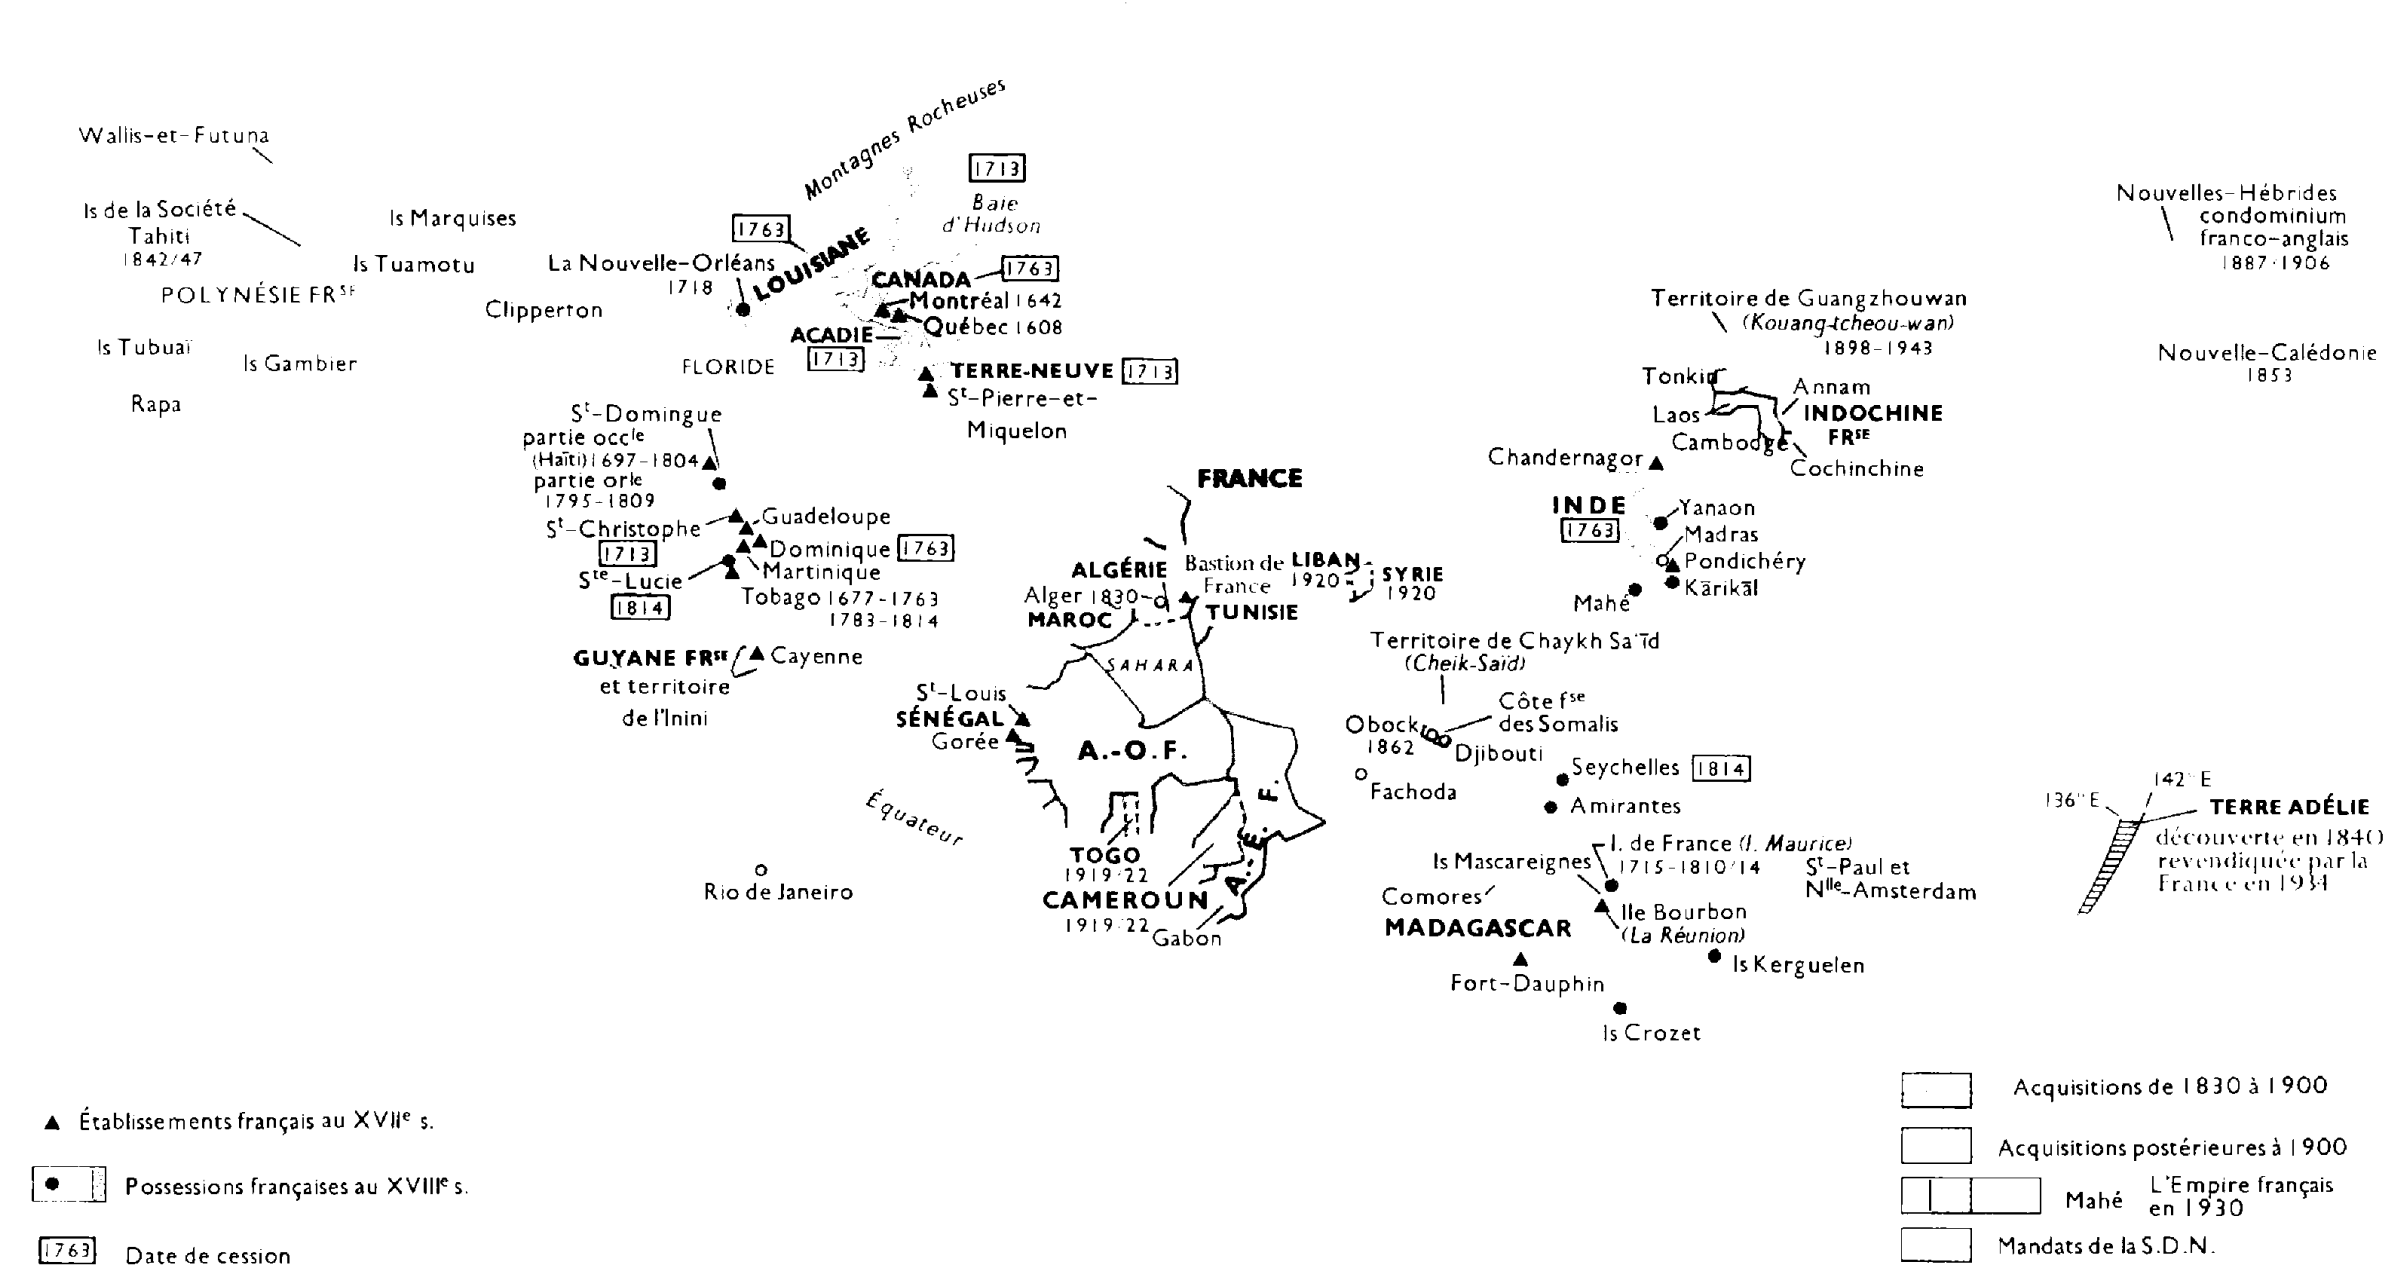 Montagnes Rocheuses
Wallis-et-Futuna
1713
Baie
d'Hudson
Is de la Société
Tahiti
1842/47
Is Marquises
Is Tuamotu
POLYNÉSIE FRSE
Clipperton
Is Tubuaï
Is Gambier
Rapa
1763
LOUISIANE
La Nouvelle-Orléans
1718
CANADA
1763
Montréal 1642
Québec 1608
ACADIE
1713
FLORIDE
TERRE-NEUVE 1713
St-Pierre-et-
Miquelon
St-Domingue
partie occle
(Haïti) 1697-1804
partie orle
1795-1809
St-Christophe
1713
Guadeloupe
Dominique 1763
Martinique
Ste-Lucie
1814
Tobago 1677-1763
1783-1814
GUYANE FRSE
et territoire
de l'Inini
Cayenne
Rio de Janeiro
Équateur
FRANCE
ALGÉRIE
Alger 1830
MAROC
Bastion de
France
TUNISIE
LIBAN
1920
SYRIE
1920
SAHARA
St-Louis
SÉNÉGAL
Gorée
A.-O.F.
A.E.F.
TOGO
1919/22
CAMEROUN
1919/22
Gabon
Nouvelles-Hébrides
condominium
franco-anglais
1887-1906
Nouvelle-Calédonie
1853
Territoire de Guangzhouwan
(Kouang-tcheou-wan)
1898-1943
Tonkin
Annam
Laos
INDOCHINE
FRSE
Cambodge
Cochinchine
Chandernagor
INDE
1763
Yanaon
Madras
Pondichéry
Kārikāl
Mahé
Territoire de Chaykh Sa'īd
(Cheik-Saïd)
Côte fse
des Somalis
Obock
1862
Djibouti
Fachoda
Seychelles 1814
Amirantes
I. de France (I. Maurice)
1715-1810/14
Is Mascareignes
Comores
MADAGASCAR
Ile Bourbon
(La Réunion)
St-Paul et
Nlle-Amsterdam
Fort-Dauphin
Is Kerguelen
Is Crozet
142° E
136° E
TERRE ADÉLIE
découverte en 1840
revendiquée par la
France en 1934
Établissements français au XVIIe s.
Possessions françaises au XVIIIe s.
1763 Date de cession
Acquisitions de 1830 à 1900
Acquisitions postérieures à 1900
Mahé L'Empire français
en 1930
Mandats de la S.D.N.